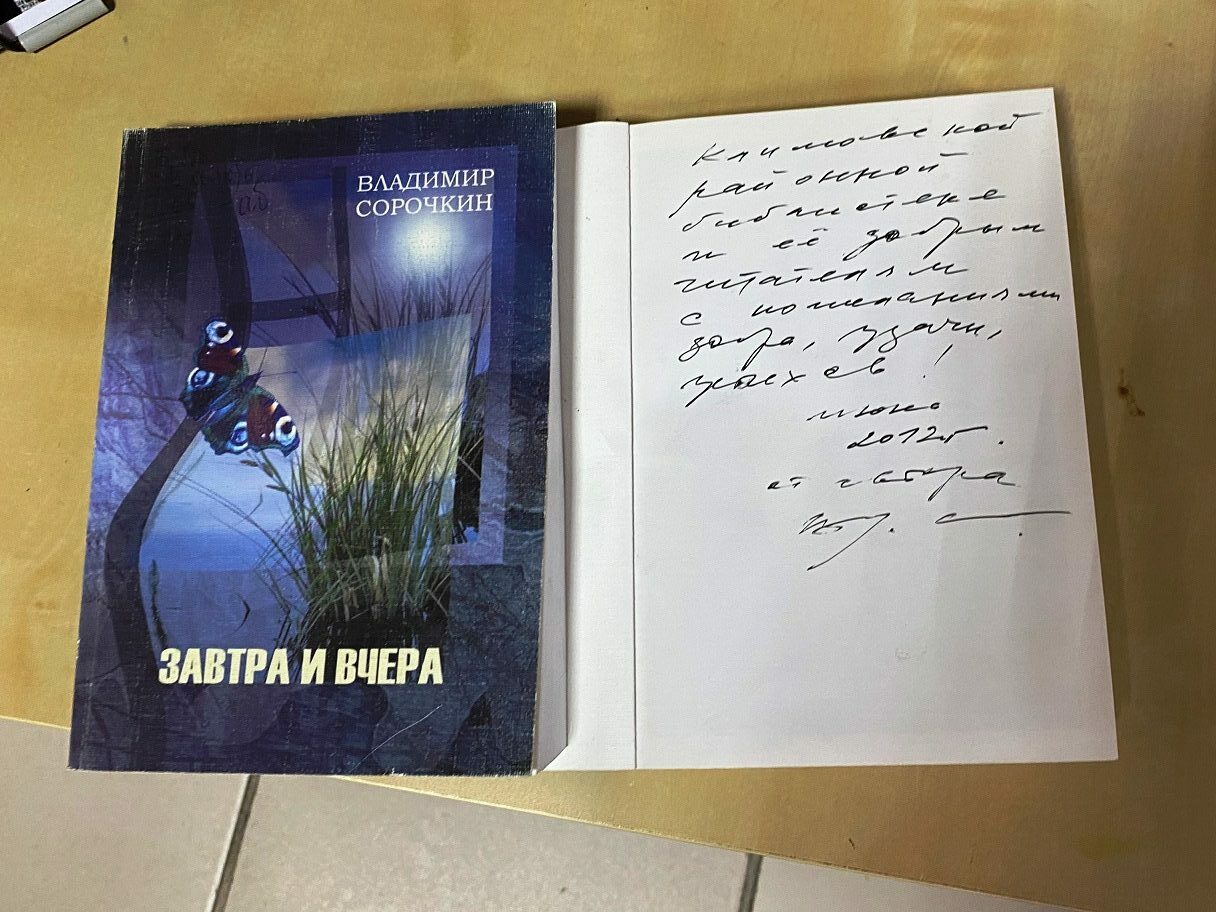 ВЛАДИМИР
СОРОЧКИН
ЗАВТРА И ВЧЕРА
Климовской
районной
библиотеке
и её добрым
читателям
с пожеланиями
добра, удачи,
успехов!
июнь
2012г.
от автора